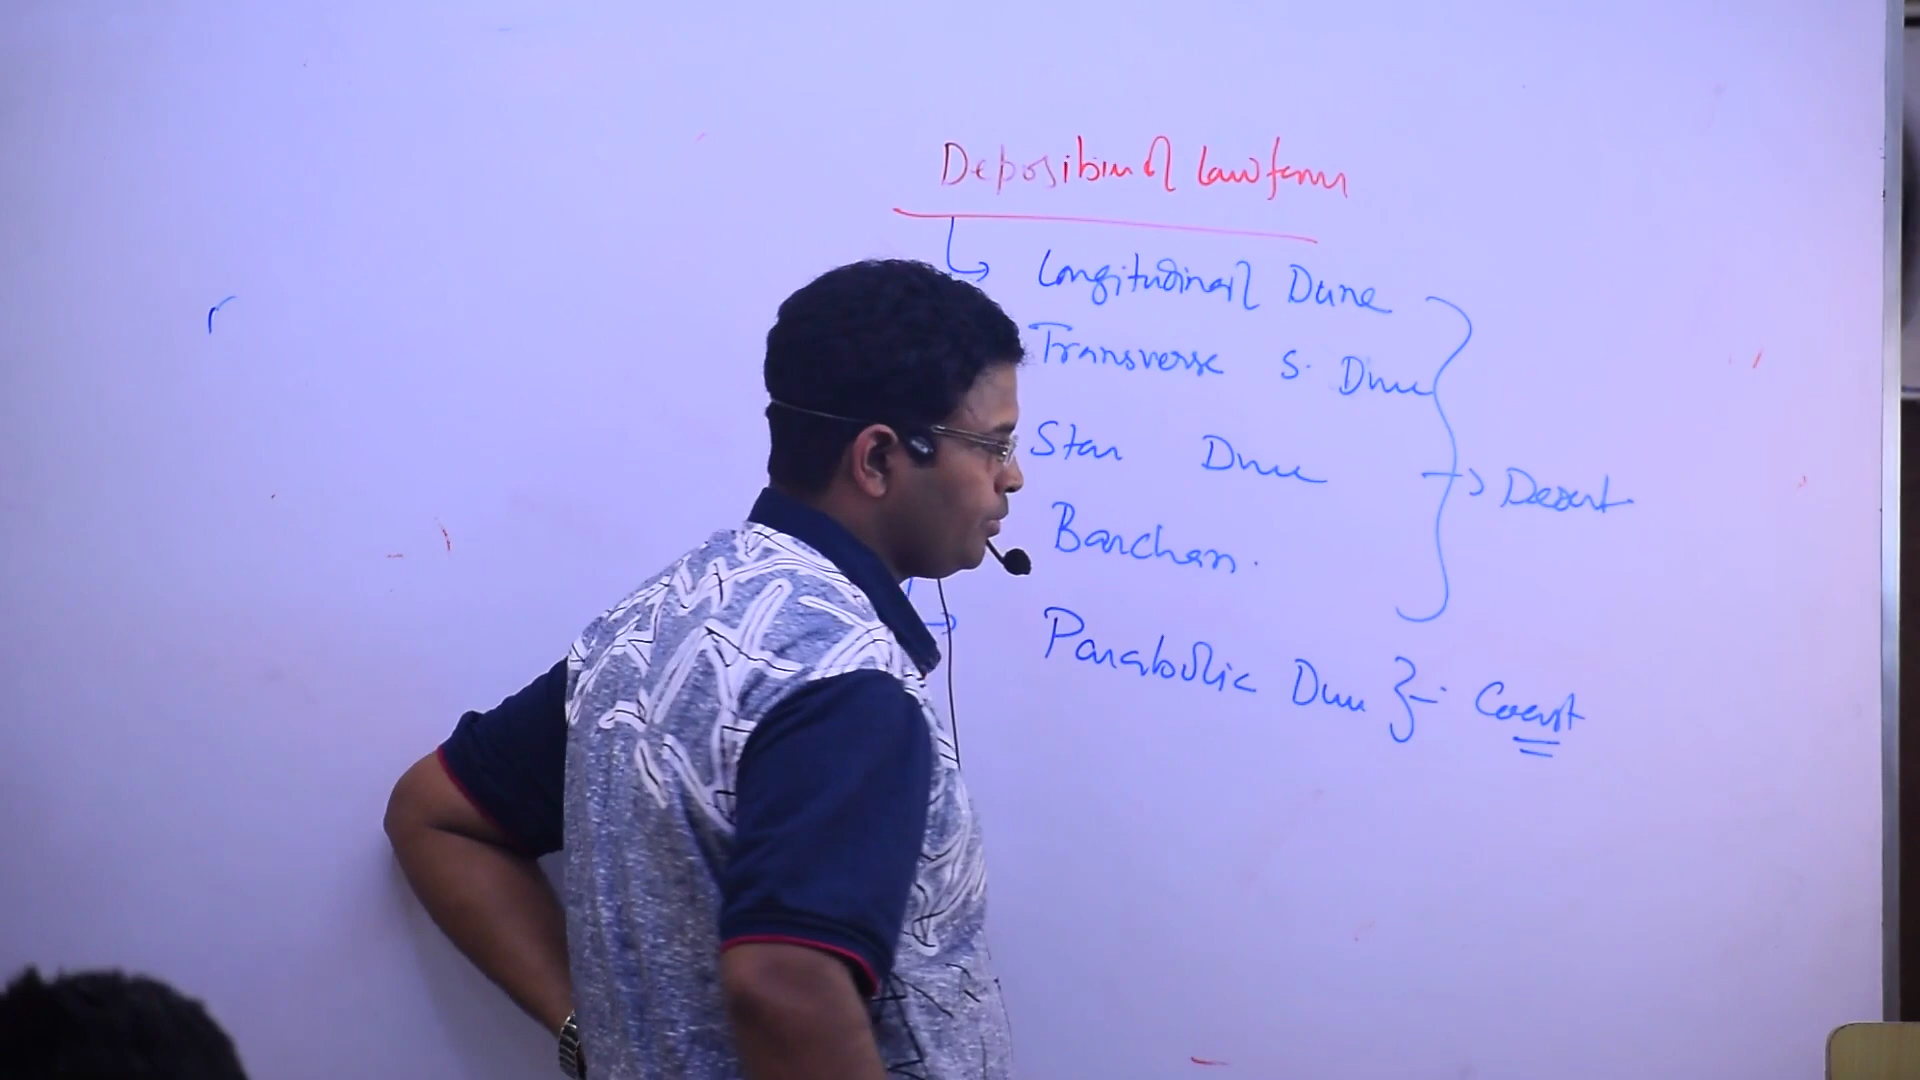 Depositional landform
Longitudinal Dune
Transverse S. Dune
Star Dune
Barchan.
→ Desert
Parabolic Dune } - Coast